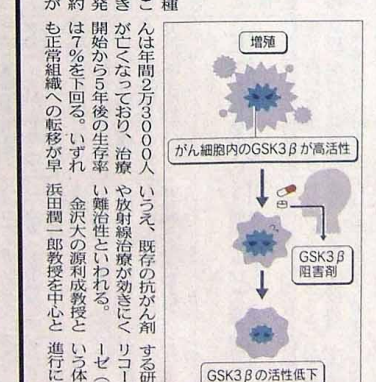 増殖
がん細胞内のGSK3βが高活性
GSK3β
阻害剤
GSK3βの活性低下
種
こ
き
発
約
が
んは年間2万3000人
が亡くなっており、治療
開始から5年後の生存率
は7%を下回る。いずれ
も正常組織への転移が早
いうえ、既存の抗がん剤
や放射線治療が効きにく
い難治性といわれる。
金沢大の源利成教授と
浜田潤一郎教授を中心と
する研
リコー
ーゼ（
いう体
進行に